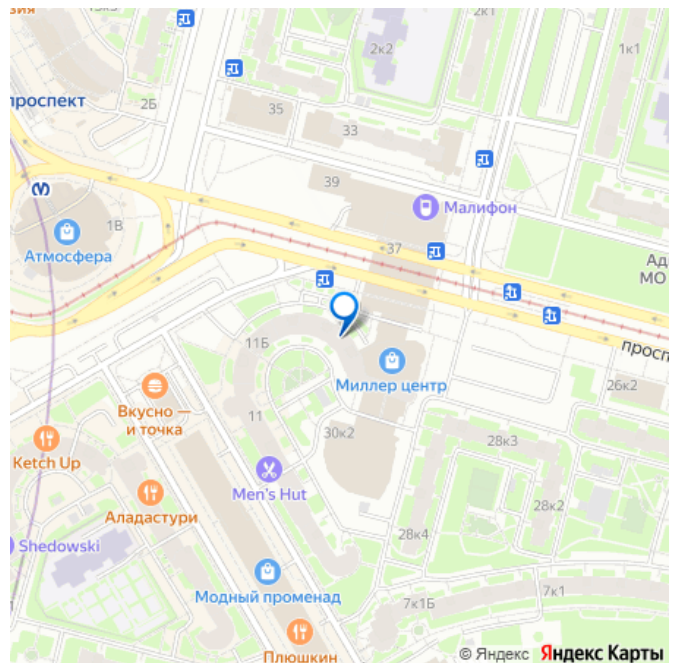 зия
2к1
2к2
1к1
проспект
2Б
35
33
39
Малифон
1В
Атмосфера
37
Ад
МО
11Б
просп
Миллер центр
26к2
Вкусно —
и точка
11
30к2
28к3
Ketch Up
Men's Hut
Аладастури
28к2
28к4
Shedowski
Модный променад
7к1Б
7к1
Плюшкин
© Яндекс Яндекс Карты